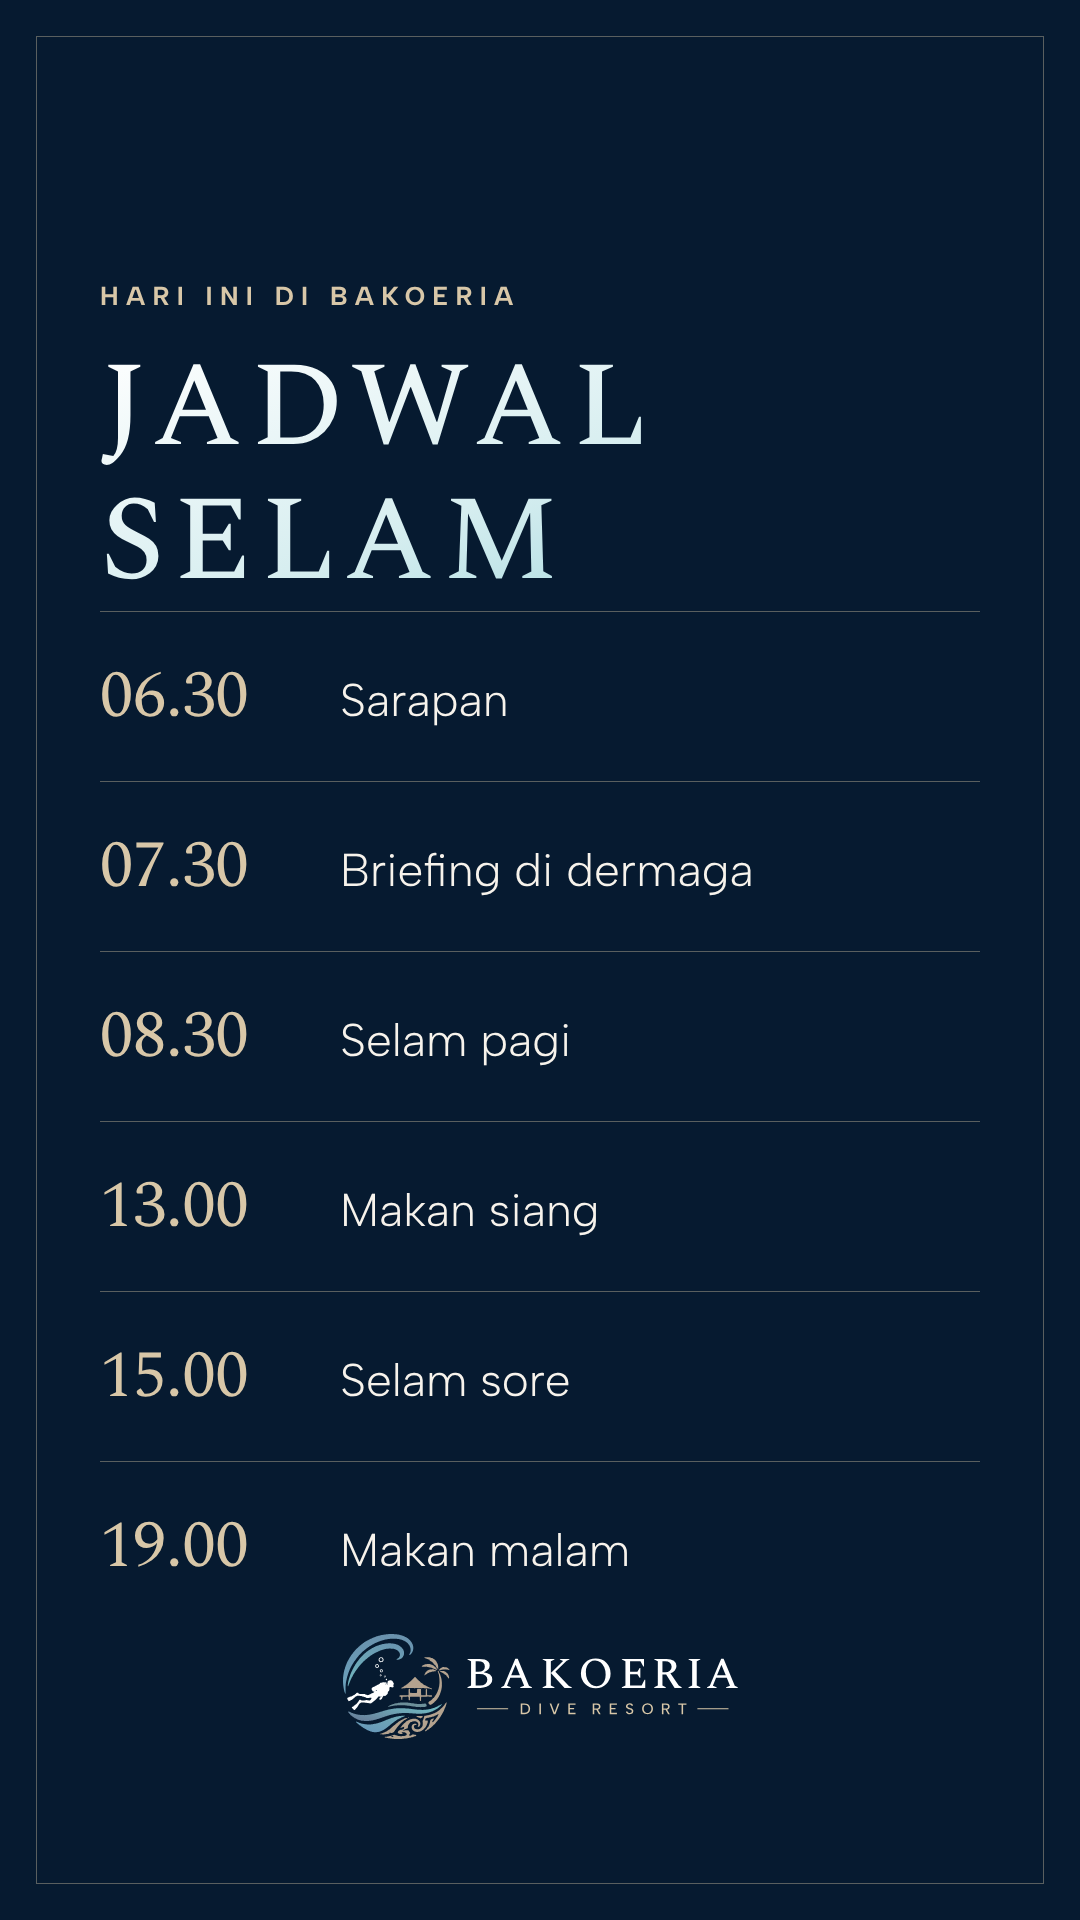 HARI INI DI BAKOERIA
JADWAL
SELAM
06.30 Sarapan
07.30 Briefing di dermaga
08.30 Selam pagi
13.00 Makan siang
15.00 Selam sore
19.00 Makan malam
BAKOERIA
DIVE RESORT